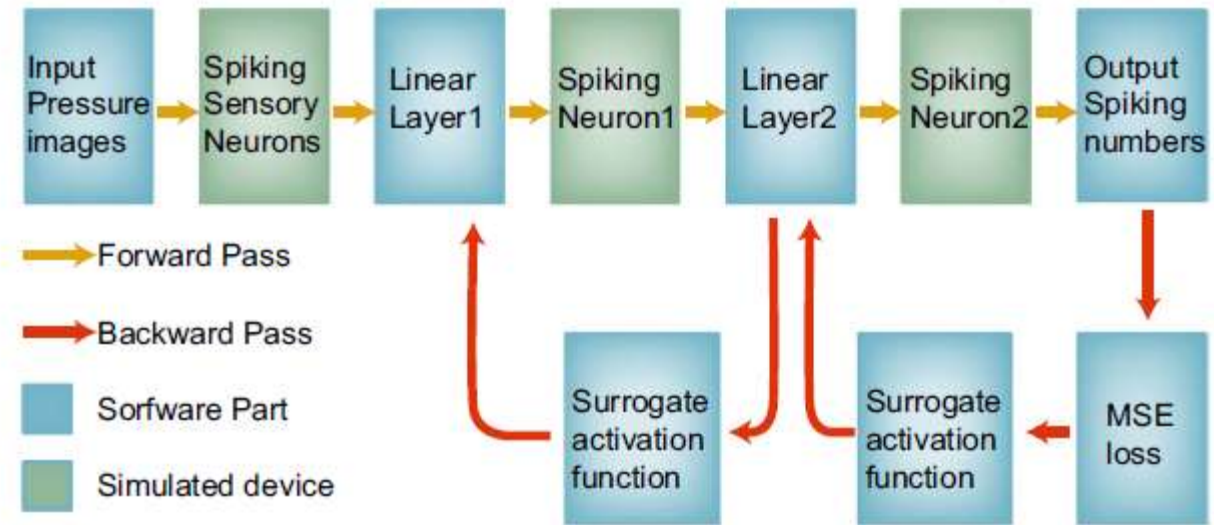 Input
Pressure
images
Spiking
Sensory
Neurons
Linear
Layer1
Spiking
Neuron1
Linear
Layer2
Spiking
Neuron2
Output
Spiking
numbers
Forward Pass
Backward Pass
Sorfware Part
Simulated device
Surrogate
activation
function
Surrogate
activation
function
MSE
loss